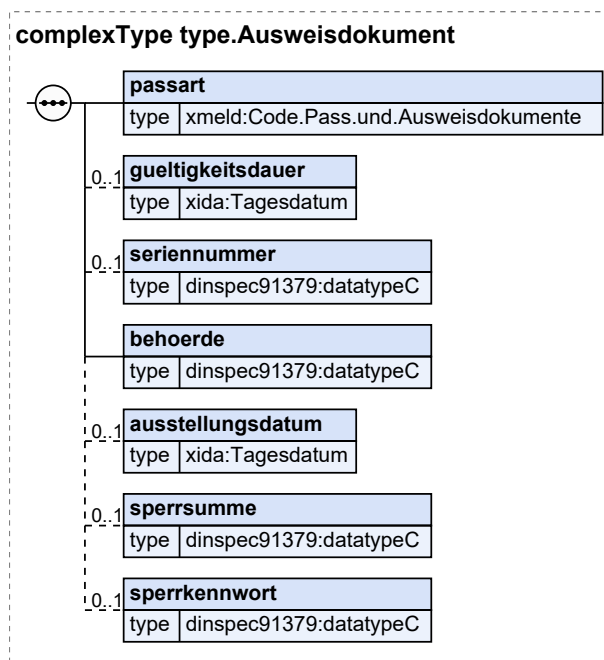 complexType type.Ausweisdokument
passart
type xmeld:Code.Pass.und.Ausweisdokumente
0..1 gueltigkeitsdauer
type xida:Tagesdatum
0..1 seriennummer
type dinspec91379:datatypeC
behoerde
type dinspec91379:datatypeC
0..1 ausstellungsdatum
type xida:Tagesdatum
0..1 sperrsumme
type dinspec91379:datatypeC
0..1 sperrkennwort
type dinspec91379:datatypeC